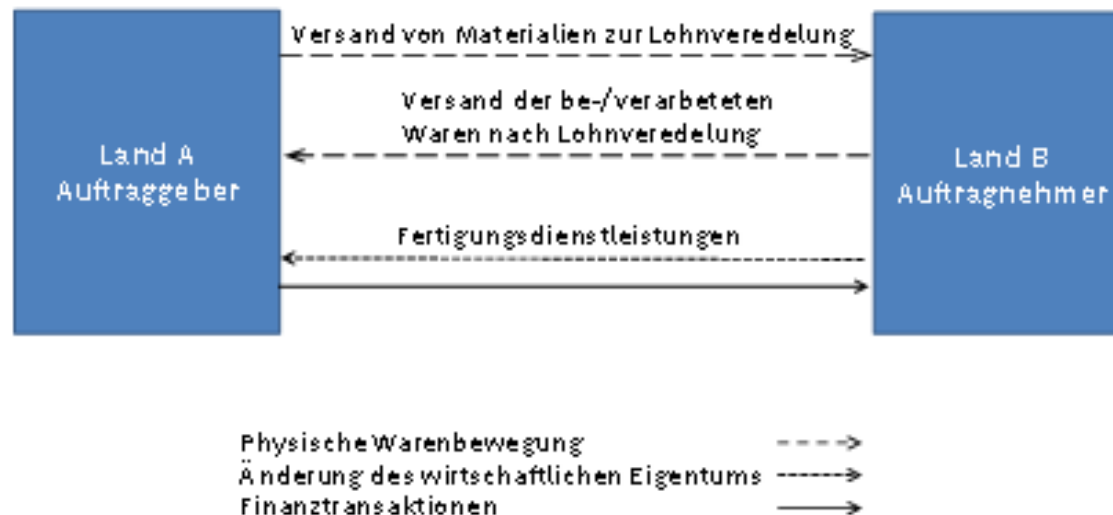 Versand von Materialien zur Lohnveredelung
Versand der be-/verarbeteten
Waren nach Lohnveredelung
Land A
Auftraggeber
Land B
Auftragnehmer
Fertigungsdienstleistungen
Physische Warenbewegung
Änderung des wirtschaftlichen Eigentums
Finanztransaktionen